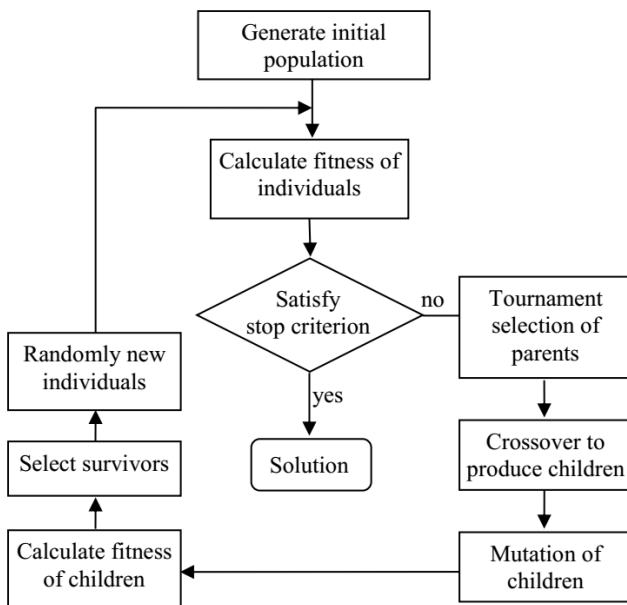 Generate initial
population
Calculate fitness of
individuals
Satisfy
stop criterion
no
yes
Solution
Tournament
selection of
parents
Crossover to
produce children
Mutation of
children
Calculate fitness
of children
Select survivors
Randomly new
individuals